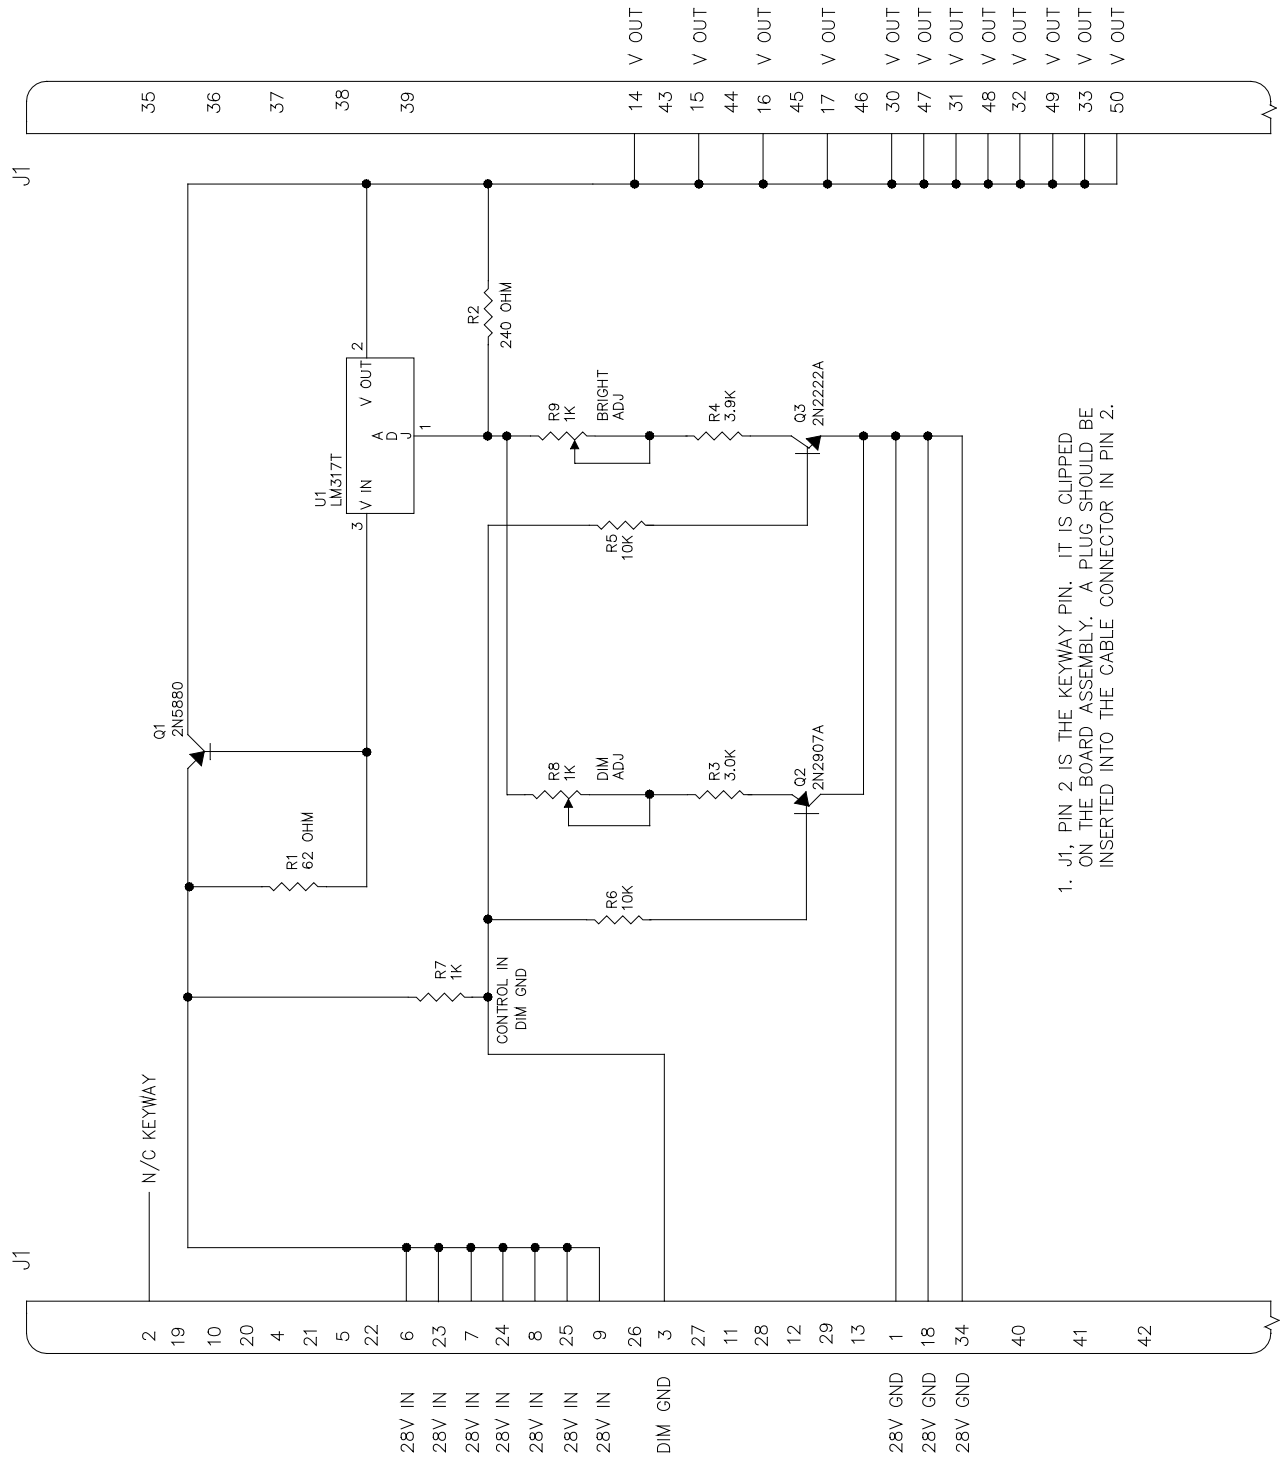 J1
2
N/C KEYWAY
19
10
20
4
21
5
22
28V IN 6
28V IN 23
28V IN 7
28V IN 24
28V IN 8
28V IN 25
28V IN 9
26
DIM GND 3
27
11
28
12
29
13
28V GND 1
28V GND 18
28V GND 34
40
41
42
Q1
2N5880
R1
62 OHM
R7
1K
CONTROL IN
DIM GND
U1
LM317T
3 V IN
V OUT 2
A
D
J
1
R2
240 OHM
R6
10K
R8
1K
DIM
ADJ
R3
3.0K
Q2
2N2907A
R5
10K
R9
1K
BRIGHT
ADJ
R4
3.9K
Q3
2N2222A
J1
35
36
37
38
39
14 V OUT
43
15 V OUT
44
16 V OUT
45
17 V OUT
46
30 V OUT
47 V OUT
31 V OUT
48 V OUT
32 V OUT
49 V OUT
33 V OUT
50 V OUT
1. J1, PIN 2 IS THE KEYWAY PIN. IT IS CLIPPED
ON THE BOARD ASSEMBLY. A PLUG SHOULD BE
INSERTED INTO THE CABLE CONNECTOR IN PIN 2.